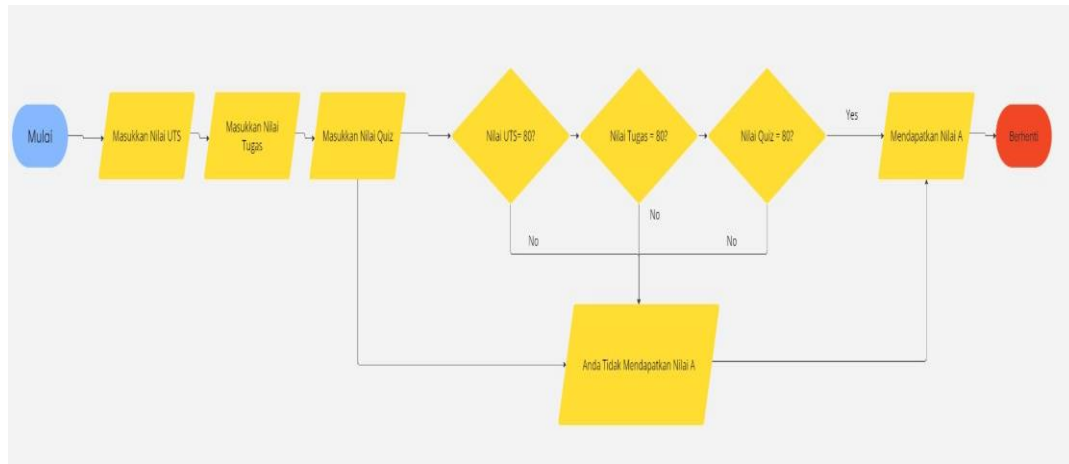 Mulai
Masukkan Nilai UTS
Masukkan Nilai
Tugas
Masukkan Nilai Quiz
Nilai UTS= 80?
Nilai Tugas = 80?
Nilai Quiz = 80?
Yes
Mendapatkan Nilai A
Berhenti
No
No
No
Anda Tidak Mendapatkan Nilai A